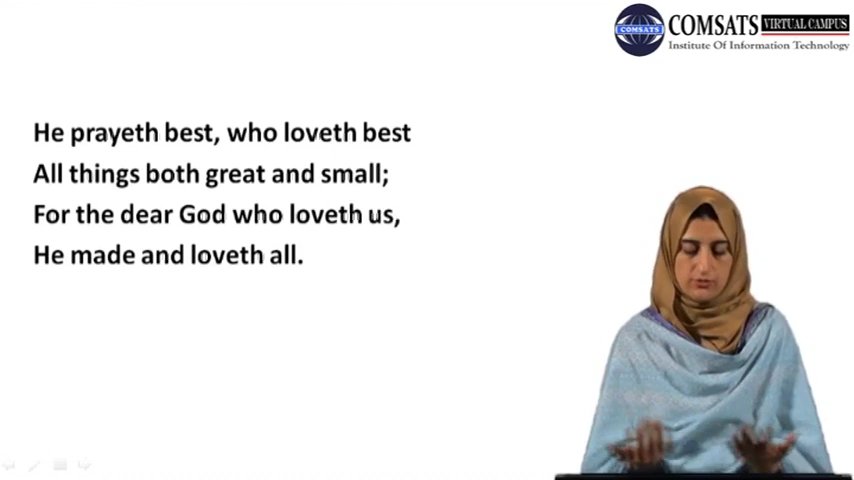 COMSATS VIRTUAL CAMPUS
COMSATS
Institute Of Information Technology
He prayeth best, who loveth best
All things both great and small;
For the dear God who loveth us,
He made and loveth all.